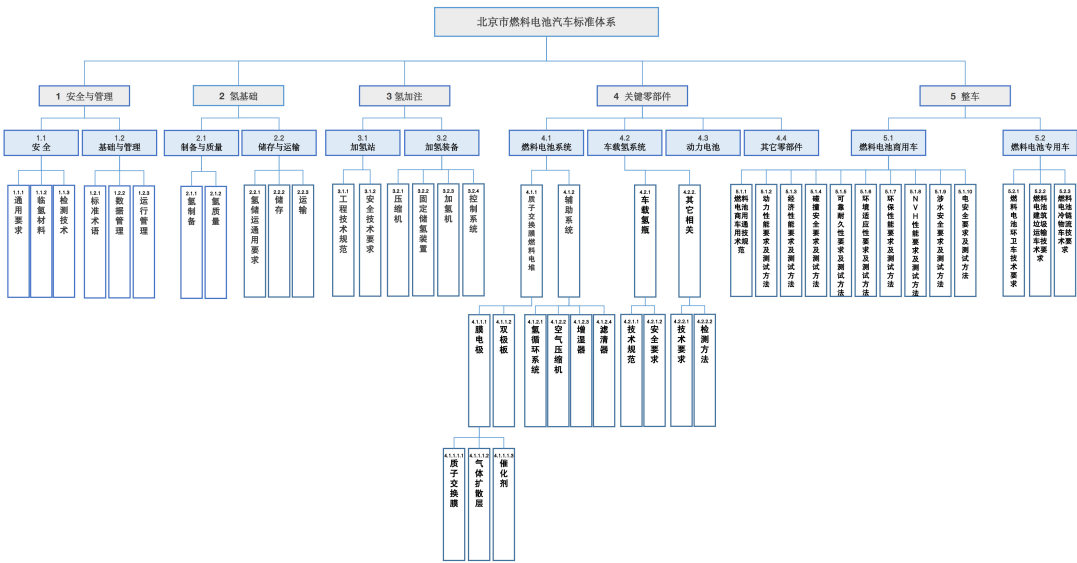 北京市燃料电池汽车标准体系
1 安全与管理
2 氢基础
3 氢加注
4 关键零部件
5 整车
1.1
安 全
1.2
基础与管理
2.1
制备与质量
2.2
储存与运输
3.1
加氢站
3.2
加氢装备
4.1
燃料电池系统
4.2
车载氢系统
4.3
动力电池
4.4
其它零部件
5.1
燃料电池商用车
5.2
燃料电池专用车
1.1.1
通用要求
1.1.2
临氢材料
1.1.3
检测技术
1.2.1
标准术语
1.2.2
数据管理
1.2.3
运行管理
2.1.1
氢制备
2.1.2
氢质量
2.2.1
氢储运通用要求
2.2.2
储存
2.2.3
运输
3.1.1
工程技术规范
3.1.2
安全技术要求
3.2.1
压缩机
3.2.2
固定储氢装置
3.2.3
加氢机
3.2.4
控制系统
4.1.1
质子交换膜燃料电堆
4.1.2
辅助系统
4.2.1
车载氢瓶
4.2.2.
其它相关
5.1.1
燃料电池商用车通用技术规范
5.1.2
动力性能要求及测试方法
5.1.3
经济性能要求及测试方法
5.1.4
碰撞安全要求及测试方法
5.1.5
可靠耐久性要求及测试方法
5.1.6
环境适应性要求及测试方法
5.1.7
环保性能要求及测试方法
5.1.8
NVH性能要求及测试方法
5.1.9
涉水安全要求及测试方法
5.1.10
电安全要求及测试方法
5.2.1
燃料电池环卫车技术要求
5.2.2
燃料电池建筑垃圾运输车技术要求
5.2.3
燃料电池冷链物流车技术要求
4.1.1.1
膜电极
4.1.1.2
双极板
4.1.2.1
氢循环系统
4.1.2.2
空气压缩机
4.1.2.3
增湿器
4.1.2.4
滤清器
4.2.1.1
技术规范
4.2.1.2
安全要求
4.2.2.1
技术要求
4.2.2.2
检测方法
4.1.1.1.1
质子交换膜
4.1.1.1.2
气体扩散层
4.1.1.1.3
催化剂